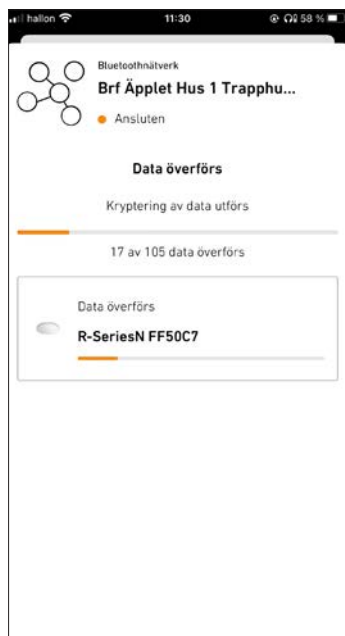 hallon 11:30 58 %
Bluetoothnätverk
Brf Äpplet Hus 1 Trapphu...
Ansluten
Data överförs
Kryptering av data utförs
17 av 105 data överförs
Data överförs
R-SeriesN FF50C7